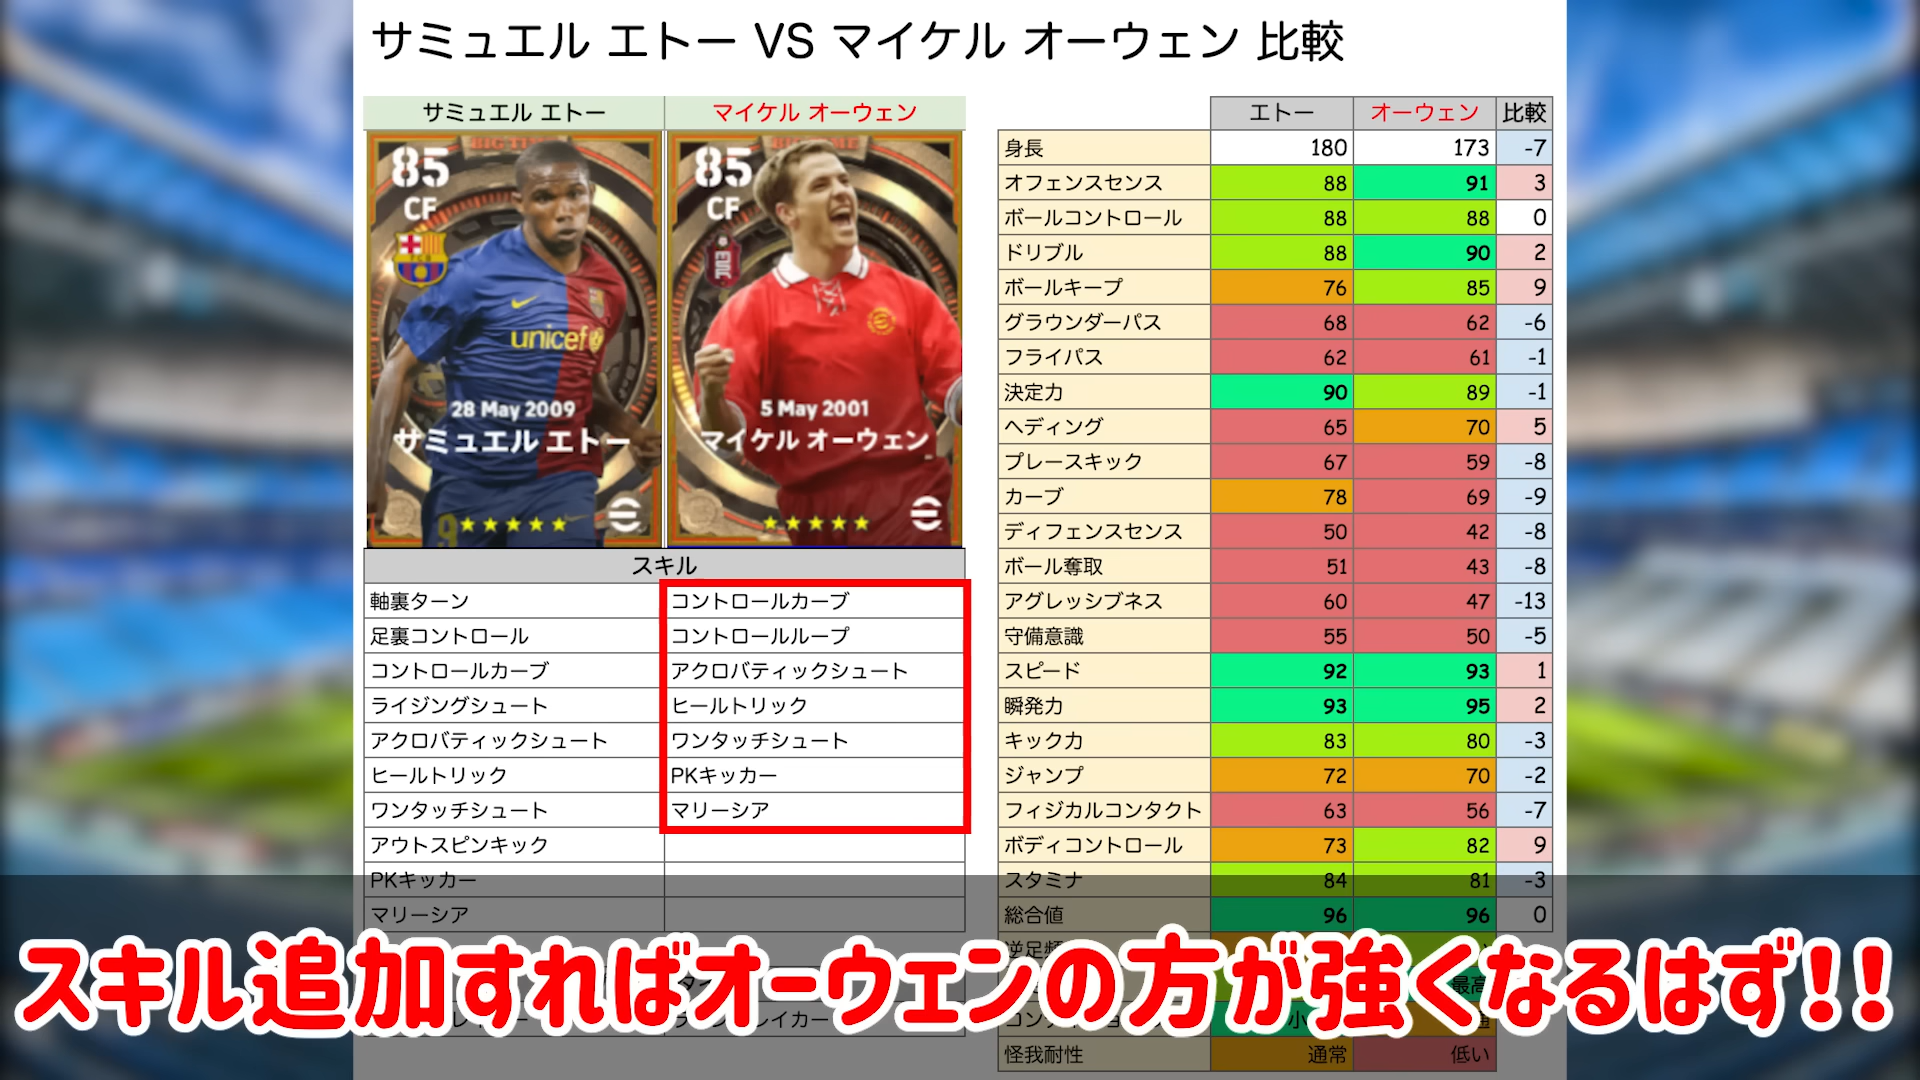 サミュエル エトー VS マイケル オーウェン 比較
サミュエル エトー マイケル オーウェン
BIG TIME
85
CF
unicef
28 May 2009
サミュエル エトー
9
★★★★★
85
CF
5 May 2001
マイケル オーウェン
★★★★★
スキル
軸裏ターン コントロールカーブ
足裏コントロール コントロールループ
コントロールカーブ アクロバティックシュート
ライジングシュート ヒールトリック
アクロバティックシュート ワンタッチシュート
ヒールトリック PKキッカー
ワンタッチシュート マリーシア
アウトスピンキック
PKキッカー
マリーシア
エトー オーウェン 比較
身長 180 173 -7
オフェンスセンス 88 91 3
ボールコントロール 88 88 0
ドリブル 88 90 2
ボールキープ 76 85 9
グラウンダーパス 68 62 -6
フライパス 62 61 -1
決定力 90 89 -1
ヘディング 65 70 5
プレースキック 67 59 -8
カーブ 78 69 -9
ディフェンスセンス 50 42 -8
ボール奪取 51 43 -8
アグレッシブネス 60 47 -13
守備意識 55 50 -5
スピード 92 93 1
瞬発力 93 95 2
キック力 83 80 -3
ジャンプ 72 70 -2
フィジカルコンタクト 63 56 -7
ボディコントロール 73 82 9
スタミナ 84 81 -3
総合値 96 96 0
怪我耐性 通常 低い
スキル追加すればオーウェンの方が強くなるはず!!